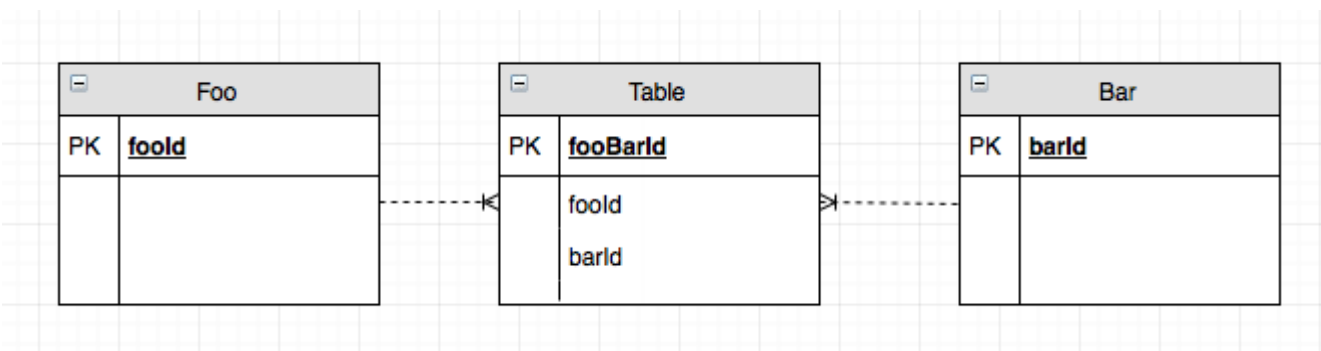 Foo
PK fooId
Table
PK fooBarId
fooId
barId
Bar
PK barId